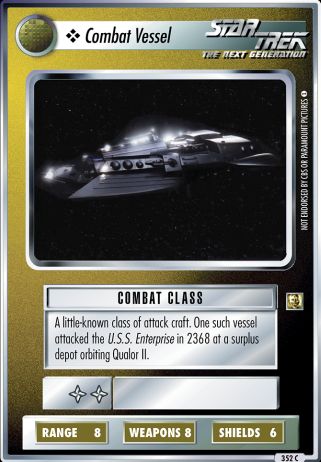 ❖ Combat Vessel
STAR TREK
THE NEXT GENERATION
NOT ENDORSED BY CBS OR PARAMOUNT PICTURES
COMBAT CLASS
A little-known class of attack craft. One such vessel
attacked the U.S.S. Enterprise in 2368 at a surplus
depot orbiting Qualor II.
RANGE 8 WEAPONS 8 SHIELDS 6
352 C